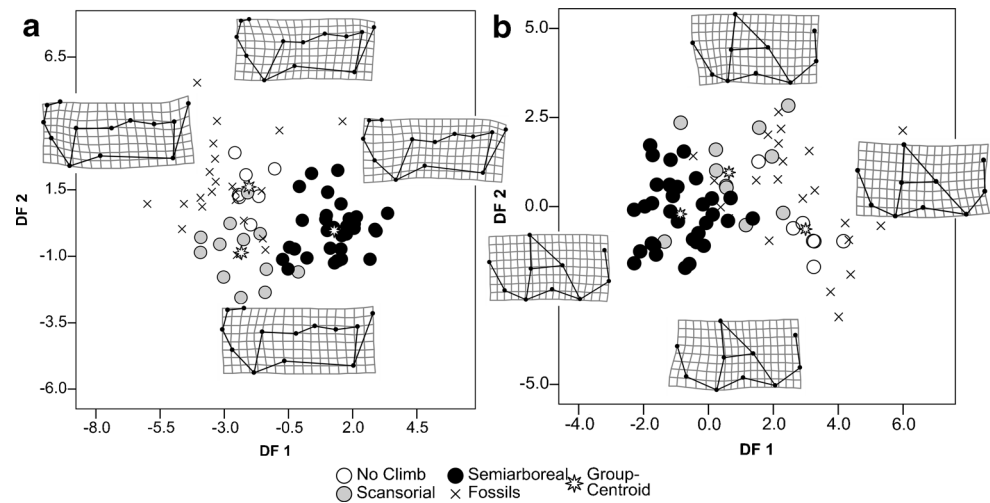 a
b
6.5
1.5
-1.0
-3.5
-6.0
DF 2
-8.0 -5.5 -3.0 -0.5 2.0 4.5
DF 1
5.0
2.5
0.0
-5.0
DF 2
-4.0 -2.0 0.0 2.0 4.0 6.0
DF 1
No Climb Semiarboreal Group-
Scansorial Fossils Centroid